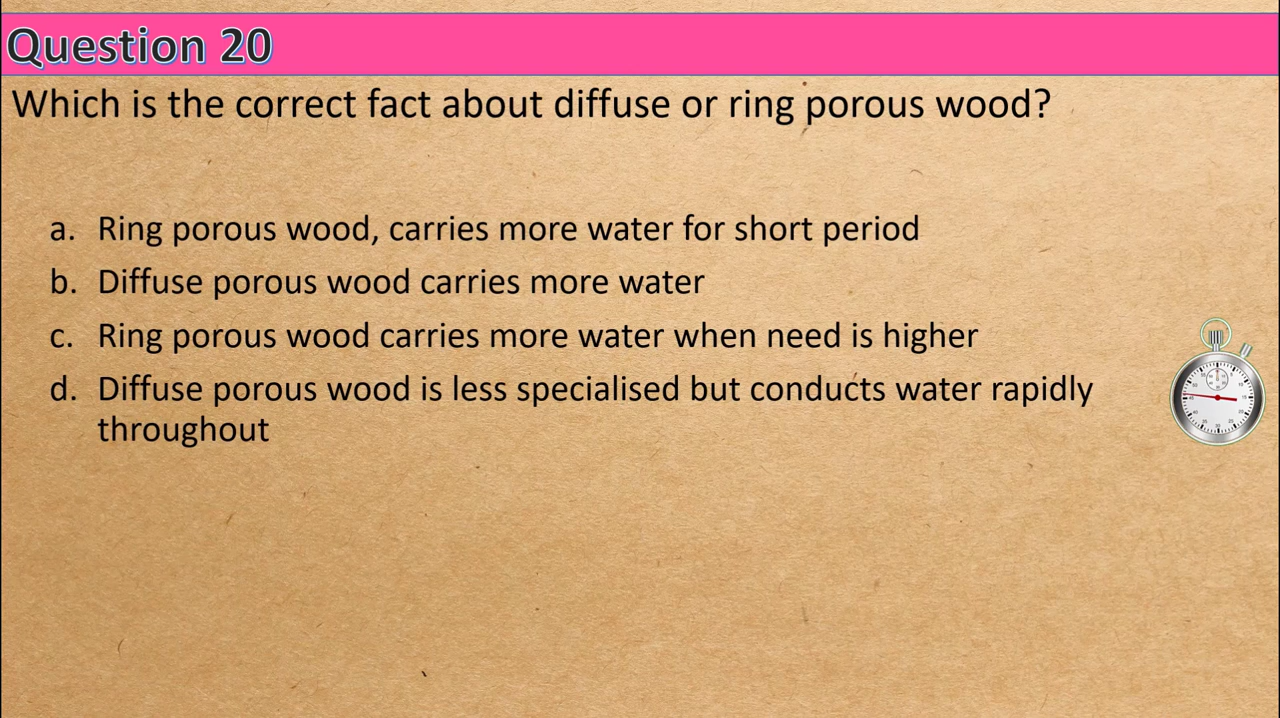 Question 20
Which is the correct fact about diffuse or ring porous wood?
a. Ring porous wood, carries more water for short period
b. Diffuse porous wood carries more water
c. Ring porous wood carries more water when need is higher
d. Diffuse porous wood is less specialised but conducts water rapidly
throughout